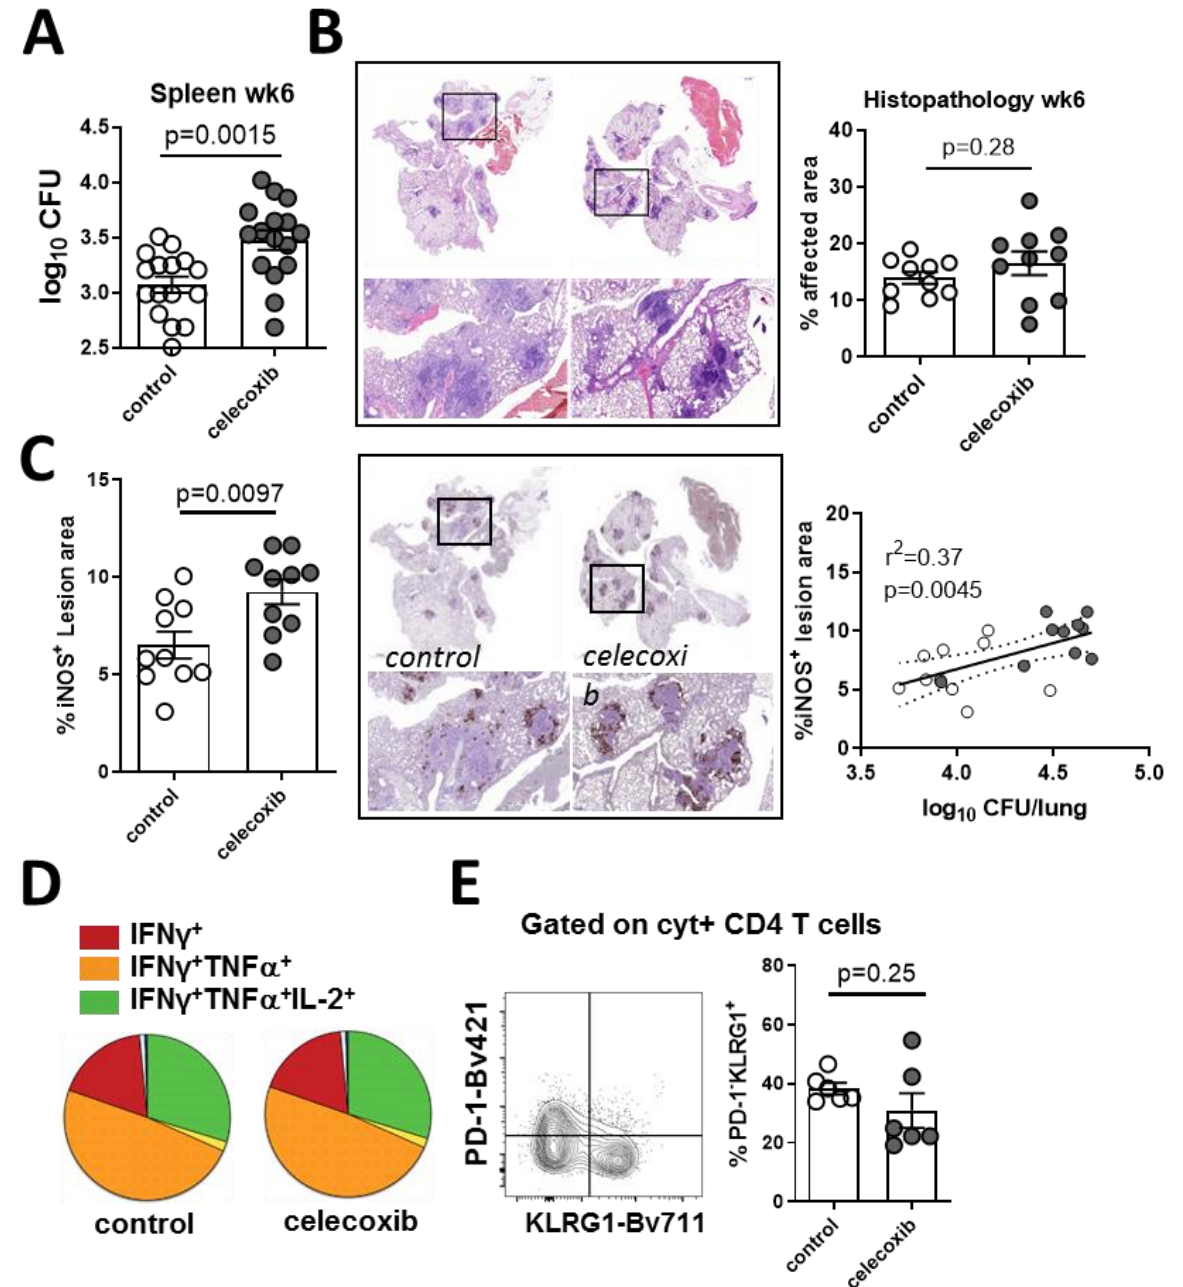 A
B
Spleen wk6
4.5
p=0.0015
4.0
3.5
3.0
2.5
log10 CFU
control
celecoxib
Histopathology wk6
40
p=0.28
30
20
10
0
% affected area
control
celecoxib
C
15
p=0.0097
10
5
0
% iNOS+ Lesion area
control
celecoxib
control
celecoxi
b
20
r2=0.37
15
p=0.0045
10
5
0
%iNOS+ lesion area
3.5 4.0 4.5 5.0
log10 CFU/lung
D
IFNγ+
IFNγ+TNFα+
IFNγ+TNFα+IL-2+
control
celecoxib
E
Gated on cyt+ CD4 T cells
PD-1-Bv421
KLRG1-Bv711
80
p=0.25
60
40
20
0
% PD-1-KLRG1+
control
celecoxib